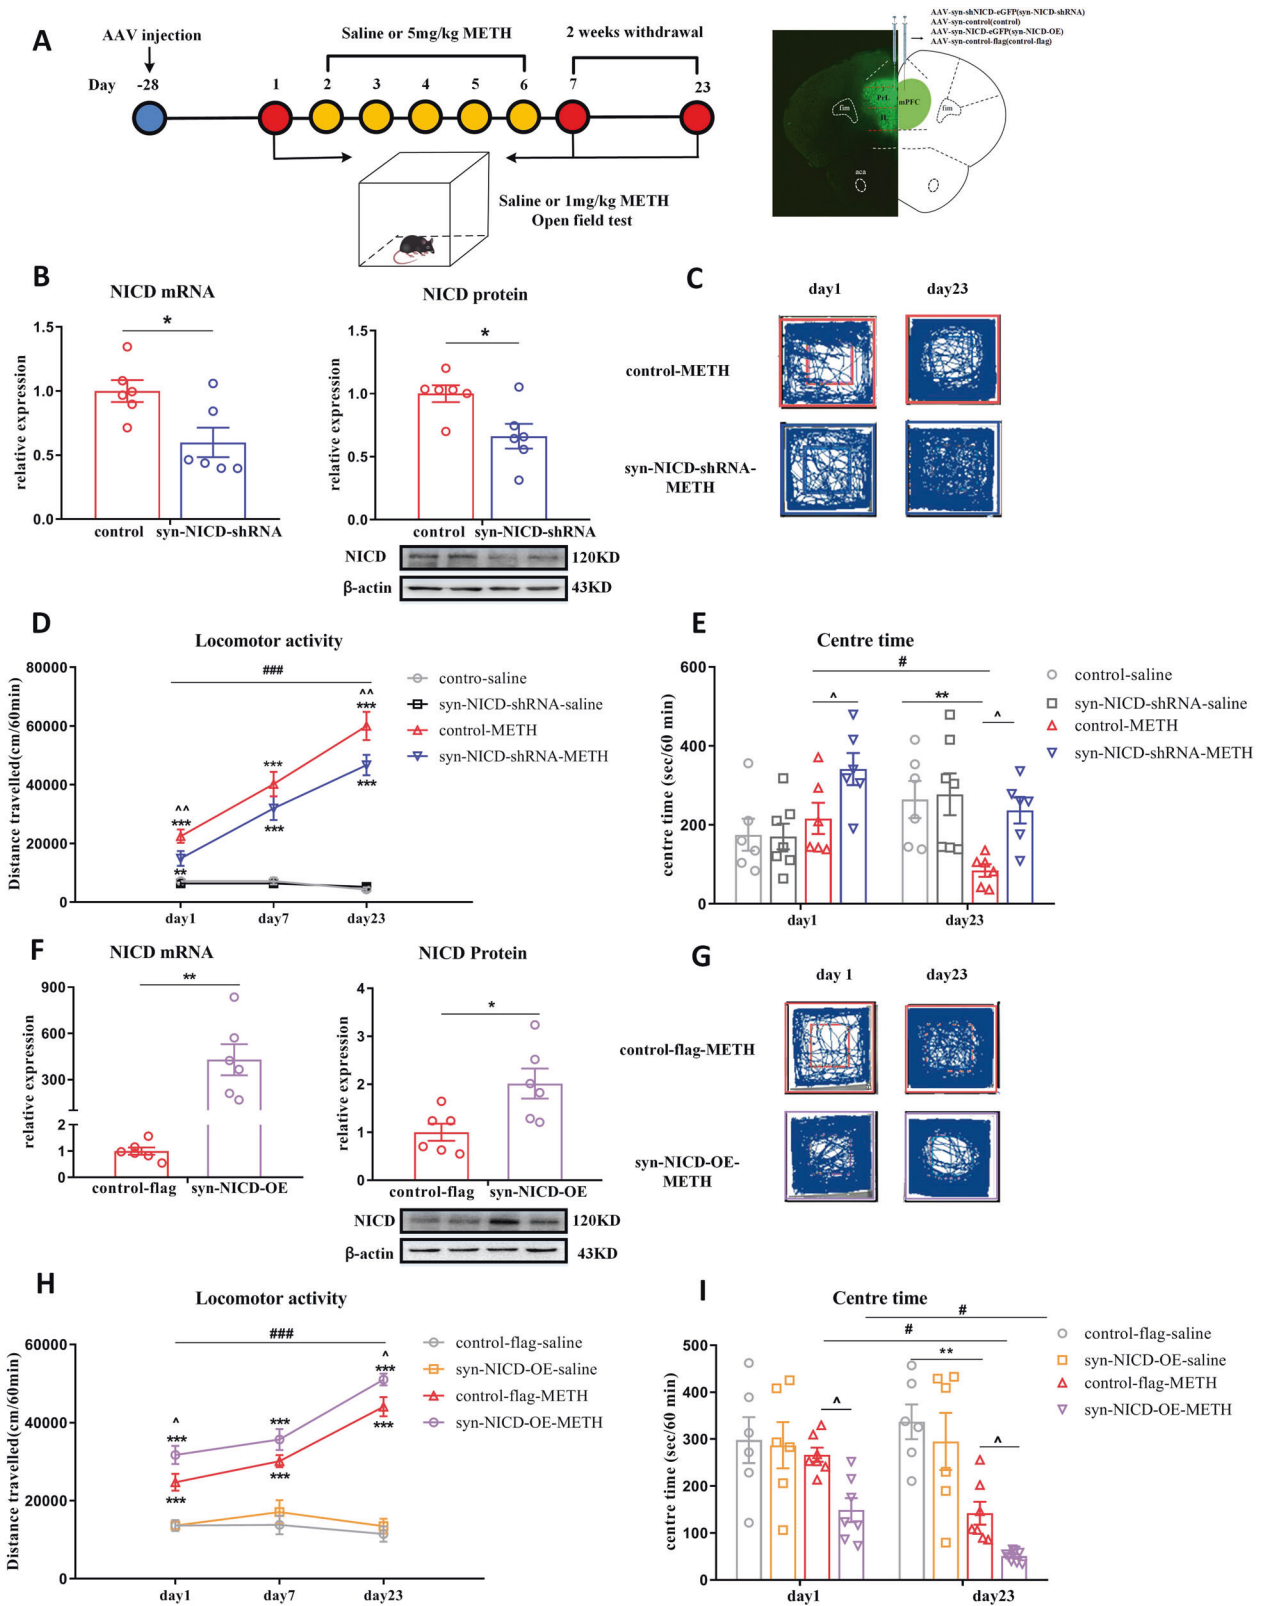 A
AAV injection
Saline or 5mg/kg METH
2 weeks withdrawal
Day -28 1 2 3 4 5 6 7 23
Saline or 1mg/kg METH
Open field test
AAV-syn-shNICD-eGFP(syn-NICD-shRNA)
AAV-syn-control(control)
AAV-syn-NICD-eGFP(syn-NICD-OE)
AAV-syn-control-flag(control-flag)
PrL
mPFC
IL
fim
fim
aca
B
NICD mRNA
relative expression
1.5
1.0
0.5
0.0
*
control syn-NICD-shRNA
NICD protein
relative expression
1.5
1.0
0.5
0.0
*
control syn-NICD-shRNA
NICD 120KD
β-actin 43KD
C
day1 day23
control-METH
syn-NICD-shRNA-
METH
D
Locomotor activity
Distance travelled(cm/60min)
80000
60000
40000
20000
0
###
^^
***
***
^^
***
***
***
**
day1 day7 day23
contro-saline
syn-NICD-shRNA-saline
control-METH
syn-NICD-shRNA-METH
E
Centre time
centre time (sec/60 min)
600
400
200
0
#
^
**
^
day1 day23
control-saline
syn-NICD-shRNA-saline
control-METH
syn-NICD-shRNA-METH
F
NICD mRNA
relative expression
900
600
300
2
1
0
**
control-flag syn-NICD-OE
NICD Protein
relative expression
4
3
2
1
0
*
control-flag syn-NICD-OE
NICD 120KD
β-actin 43KD
G
day 1 day23
control-flag-METH
syn-NICD-OE-
METH
H
Locomotor activity
Distance travelled(cm/60min)
60000
40000
20000
0
###
^
***
***
^
***
***
***
***
day1 day7 day23
control-flag-saline
syn-NICD-OE-saline
control-flag-METH
syn-NICD-OE-METH
I
Centre time
centre time (sec/60 min)
500
400
300
200
100
0
#
#
**
^
^
day1 day23
control-flag-saline
syn-NICD-OE-saline
control-flag-METH
syn-NICD-OE-METH